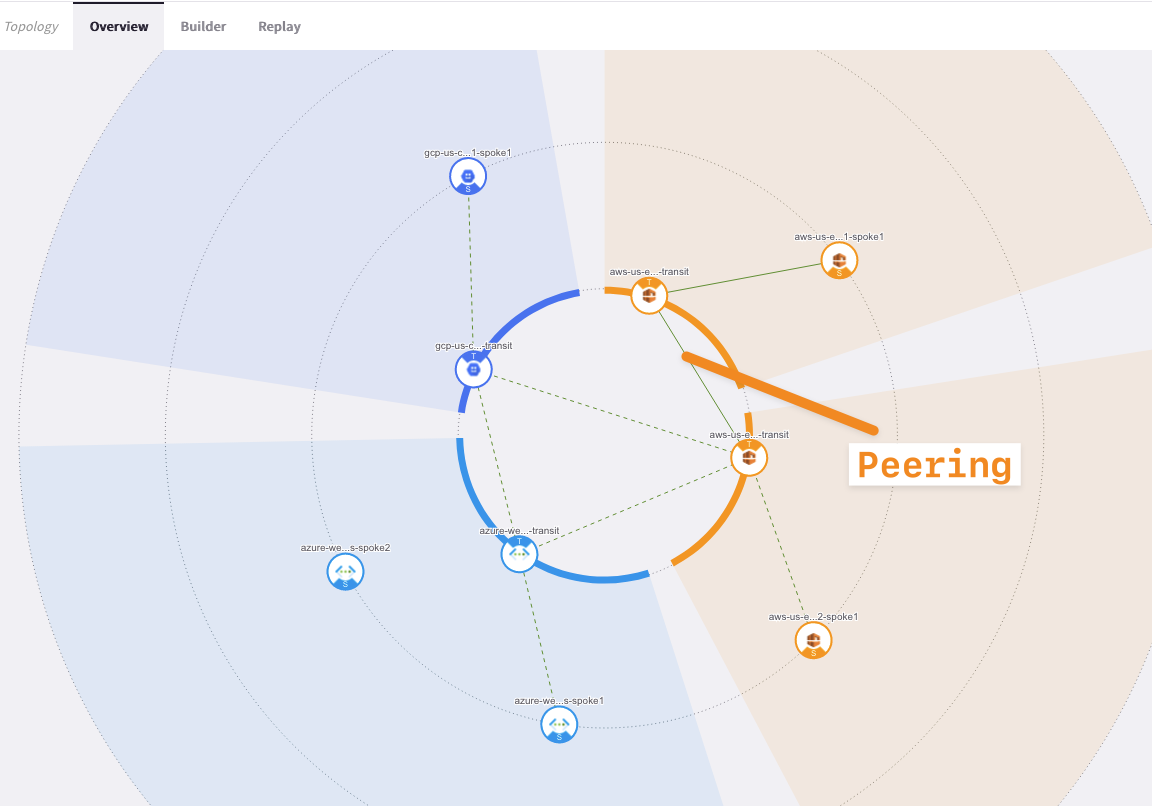 Topology Overview Builder Replay
gcp-us-c...1-spoke1
S
aws-us-e...1-spoke1
S
aws-us-e...-transit
T
gcp-us-c...-transit
T
aws-us-e...-transit
T
Peering
azure-we...-transit
T
azure-we...s-spoke2
S
aws-us-e...2-spoke1
S
azure-we...s-spoke1
S